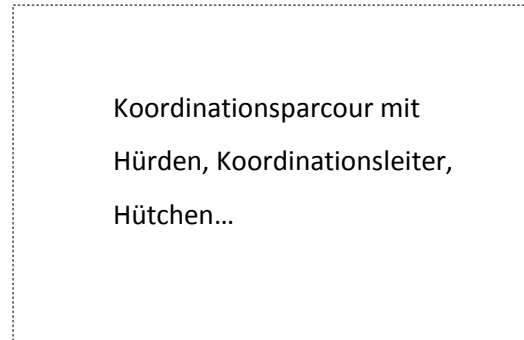 Koordinationsparcour mit
Hürden, Koordinationsleiter,
Hütchen…